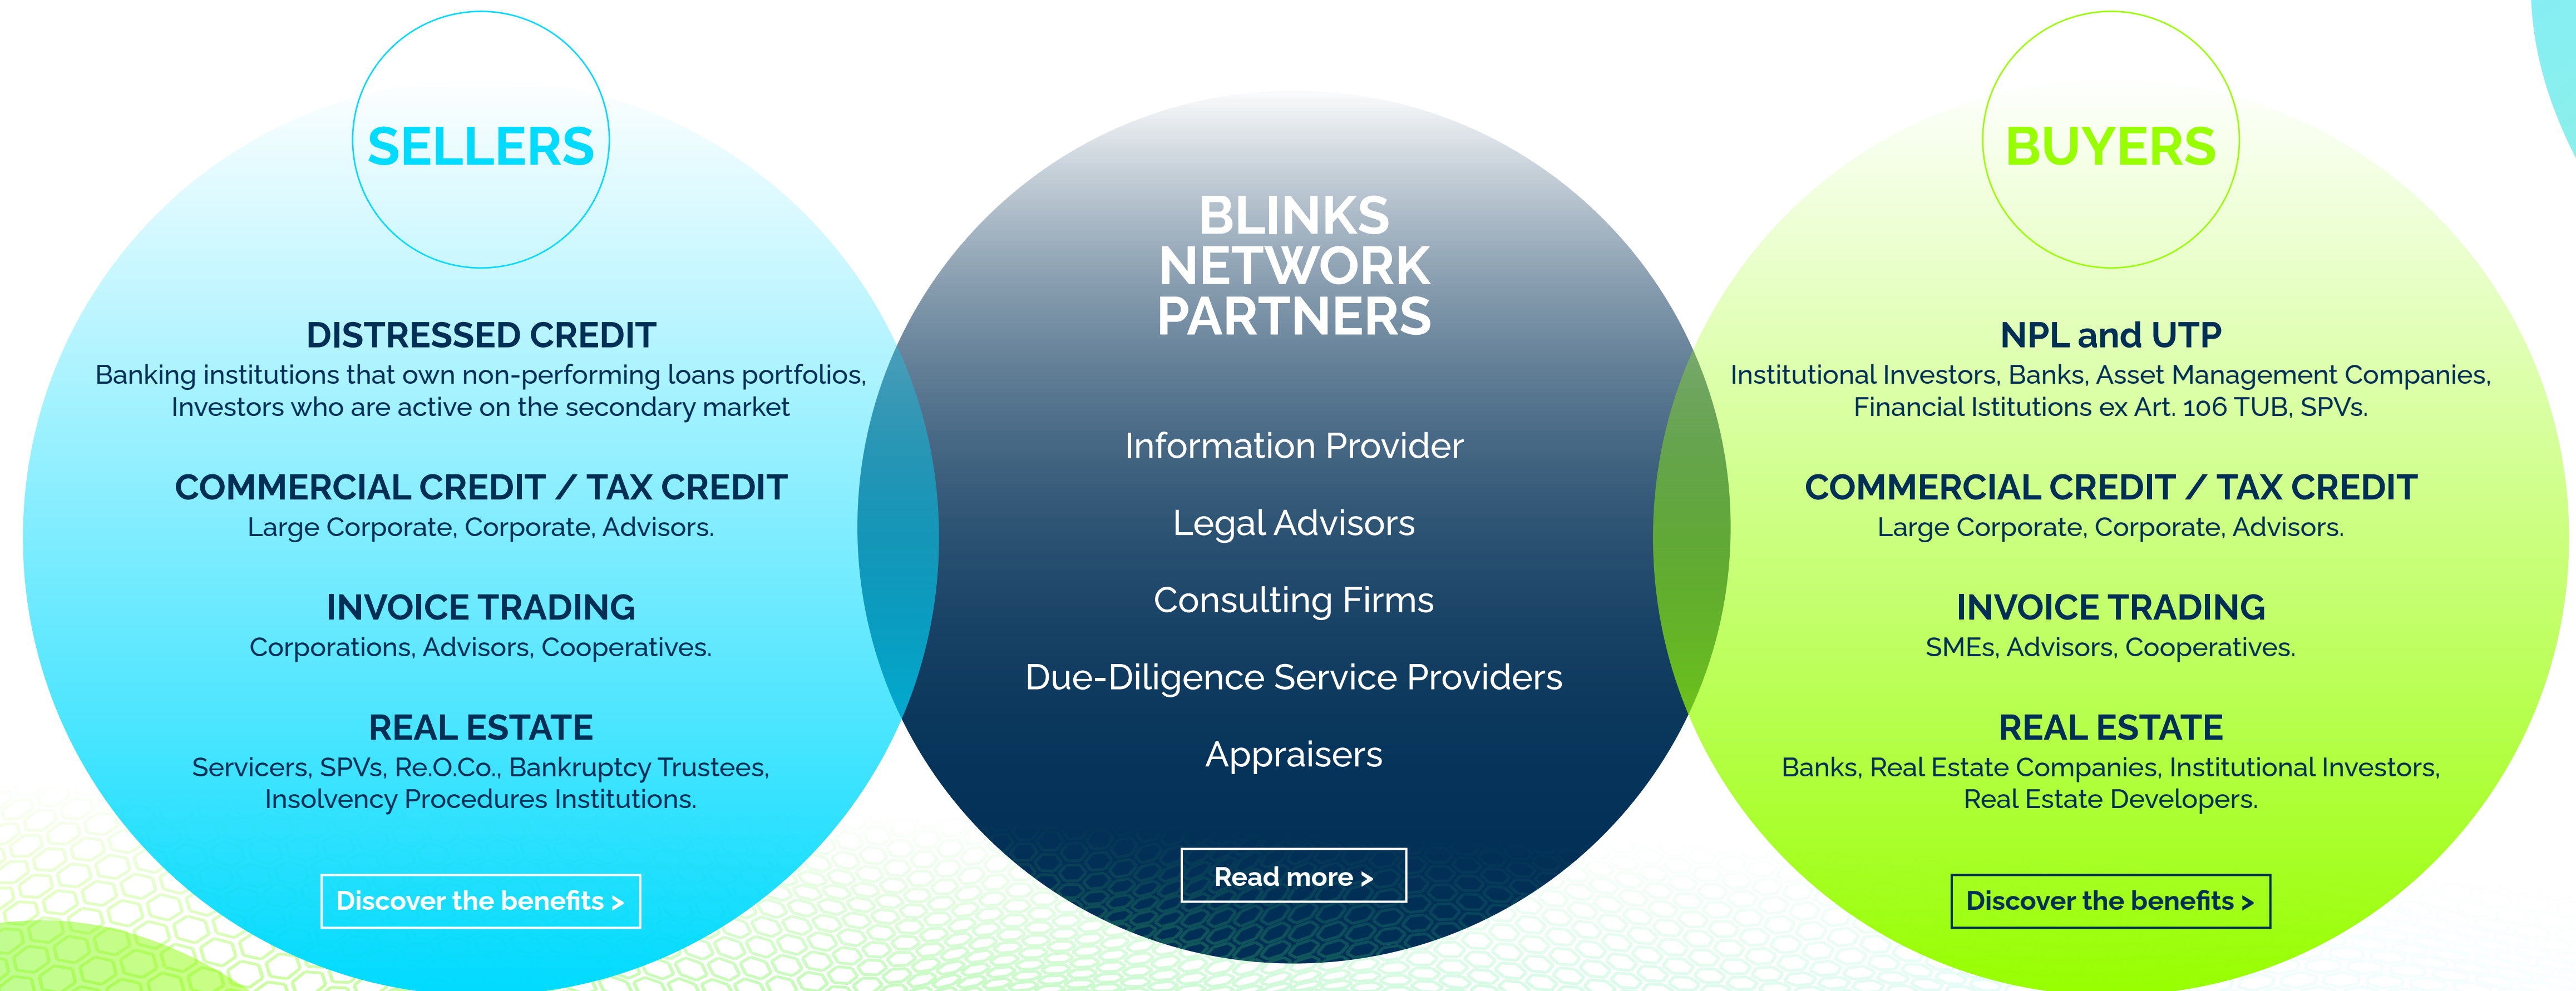 SELLERS
DISTRESSED CREDIT
Banking institutions that own non-performing loans portfolios,
Investors who are active on the secondary market
COMMERCIAL CREDIT / TAX CREDIT
Large Corporate, Corporate, Advisors.
INVOICE TRADING
Corporations, Advisors, Cooperatives.
REAL ESTATE
Servicers, SPVs, Re.O.Co., Bankruptcy Trustees,
Insolvency Procedures Institutions.
Discover the benefits >
BLINKS
NETWORK
PARTNERS
Information Provider
Legal Advisors
Consulting Firms
Due-Diligence Service Providers
Appraisers
Read more >
BUYERS
NPL and UTP
Institutional Investors, Banks, Asset Management Companies,
Financial Istitutions ex Art. 106 TUB, SPVs.
COMMERCIAL CREDIT / TAX CREDIT
Large Corporate, Corporate, Advisors.
INVOICE TRADING
SMEs, Advisors, Cooperatives.
REAL ESTATE
Banks, Real Estate Companies, Institutional Investors,
Real Estate Developers.
Discover the benefits >